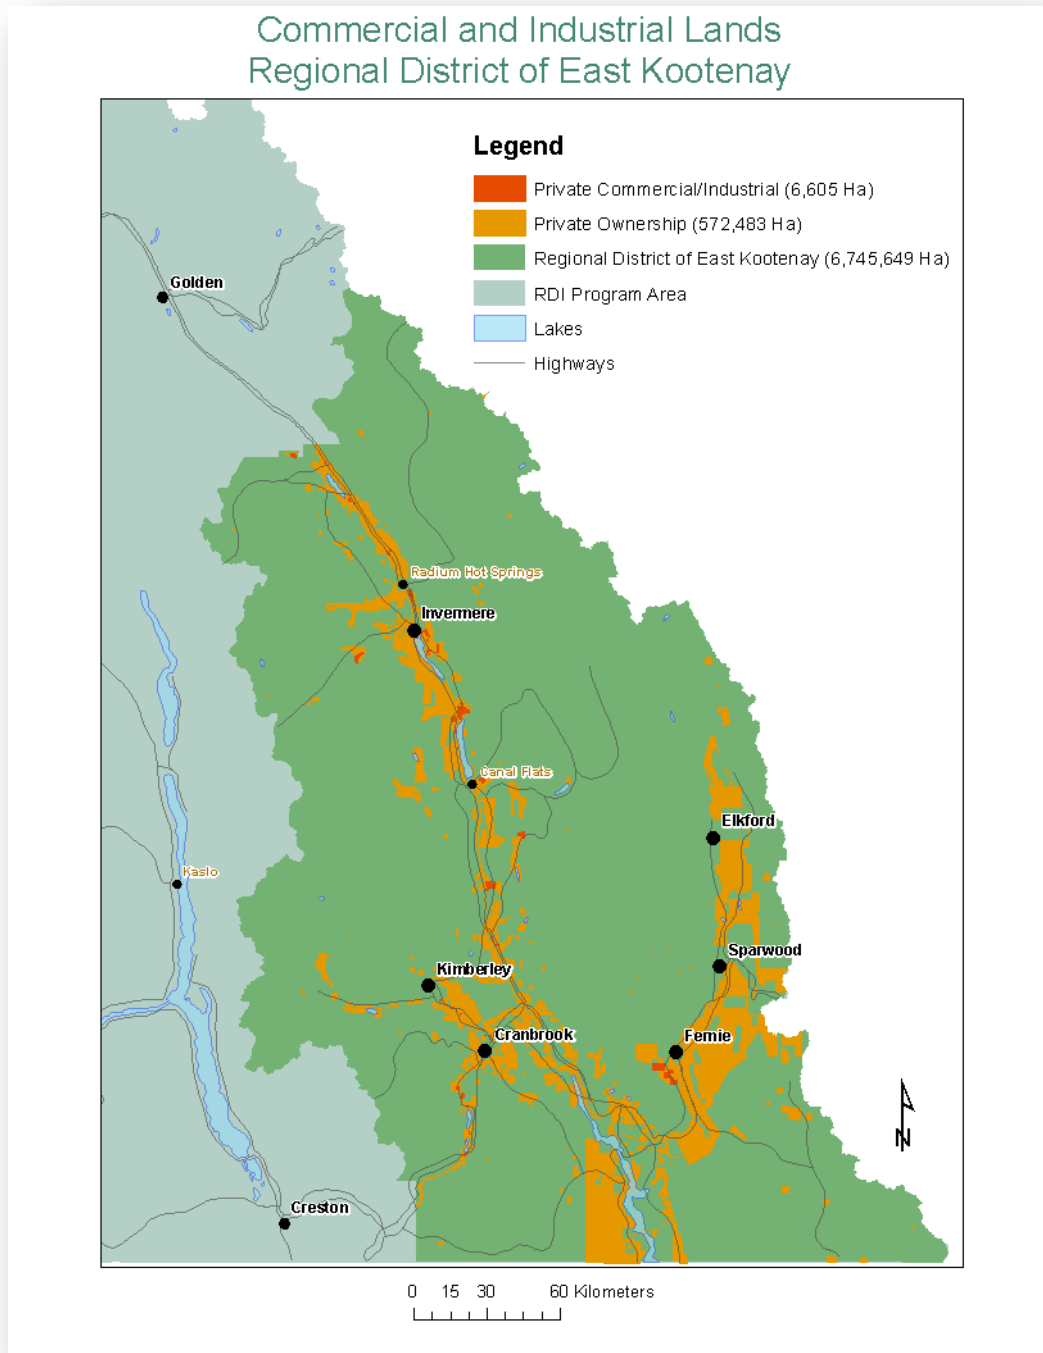 Commercial and Industrial Lands
Regional District of East Kootenay
Legend
Private Commercial/Industrial (6,605 Ha)
Private Ownership (572,483 Ha)
Regional District of East Kootenay (6,745,649 Ha)
RDI Program Area
Lakes
Highways
Golden
Radium Hot Springs
Invermere
Canal Flats
Elkford
Kaslo
Sparwood
Kimberley
Cranbrook
Fernie
N
Creston
0 15 30 60 Kilometers